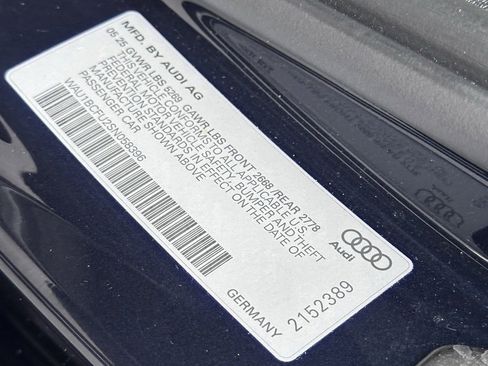 MFD. BY AUDI AG
05 25 GVWR LBS 5269 GAWR LBS FRONT 2668 /REAR 2778
THIS VEHICLE CONFORMS TO ALL APPLICABLE U.S.
FEDERAL MOTOR VEHICLE SAFETY, BUMPER AND THEFT
STANDARDS IN EFFECT ON THE DATE OF
MANUFACTURE SHOWN ABOVE.
PASSENGER CAR
Audi
GERMANY 2152389